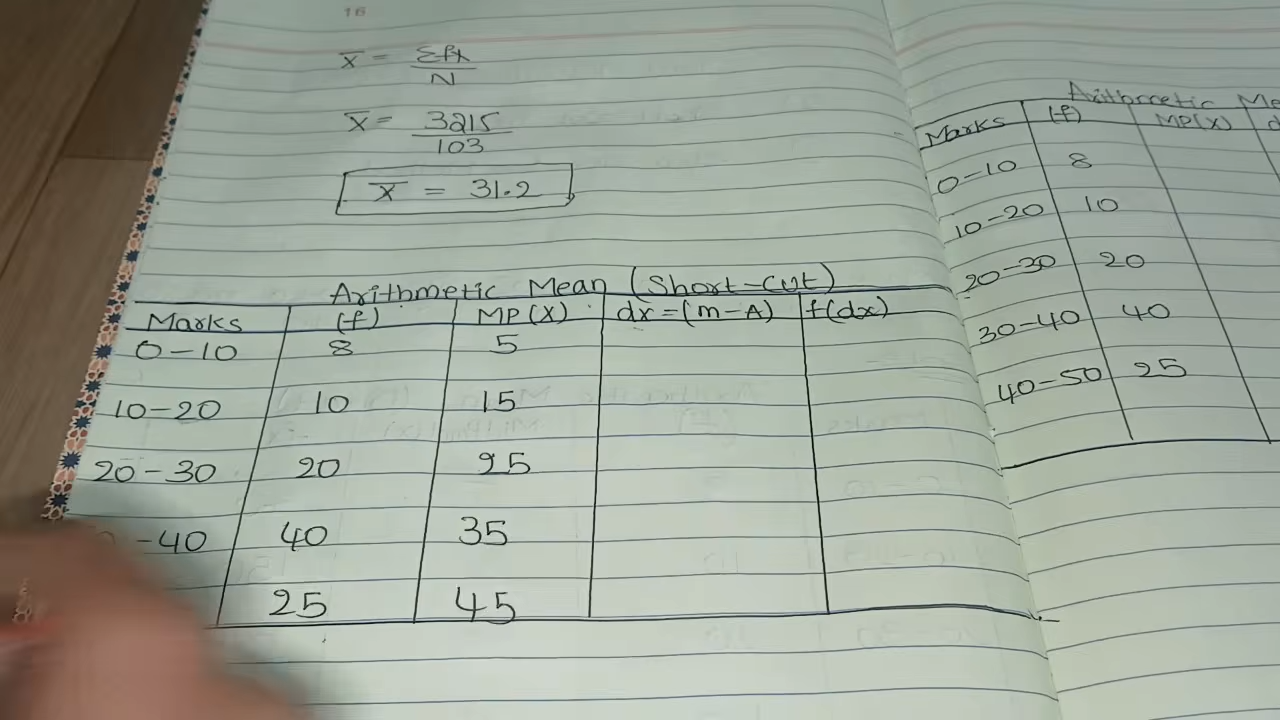 16
x̄ = Σfx
N
x̄ = 3215
103
x̄ = 31.2
Arithmetic Mean (Short-Cut)
Marks (f) MP(X) dx=(m-A) f(dx)
0-10 8 5
10-20 10 15
20-30 20 25
-40 40 35
25 45
Arithmetic
Marks (f) MP(X)
0-10 8
10-20 10
20-30 20
30-40 40
40-50 25